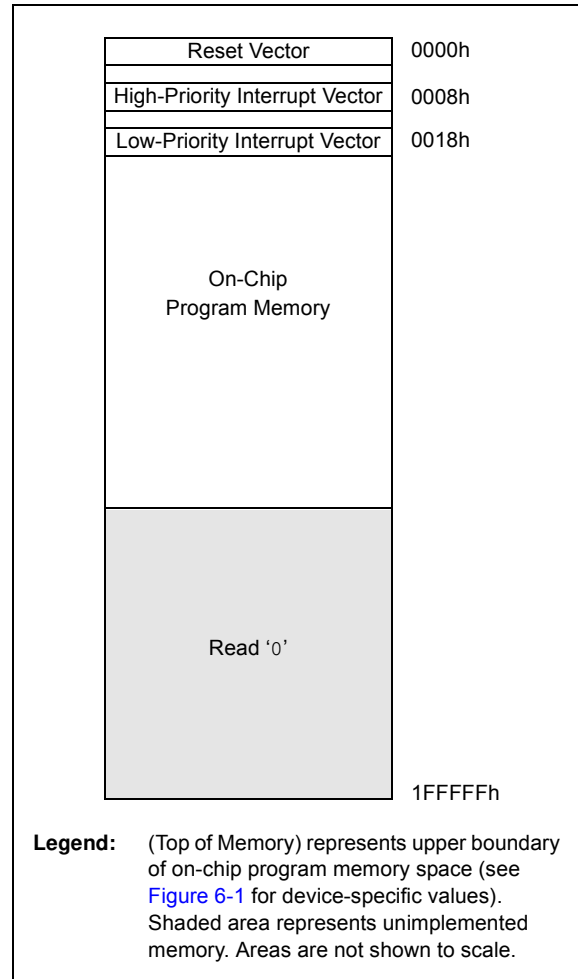 Reset Vector 0000h
High-Priority Interrupt Vector 0008h
Low-Priority Interrupt Vector 0018h
On-Chip
Program Memory
Read ‘0’
1FFFFFh
Legend: (Top of Memory) represents upper boundary
of on-chip program memory space (see
Figure 6-1 for device-specific values).
Shaded area represents unimplemented
memory. Areas are not shown to scale.